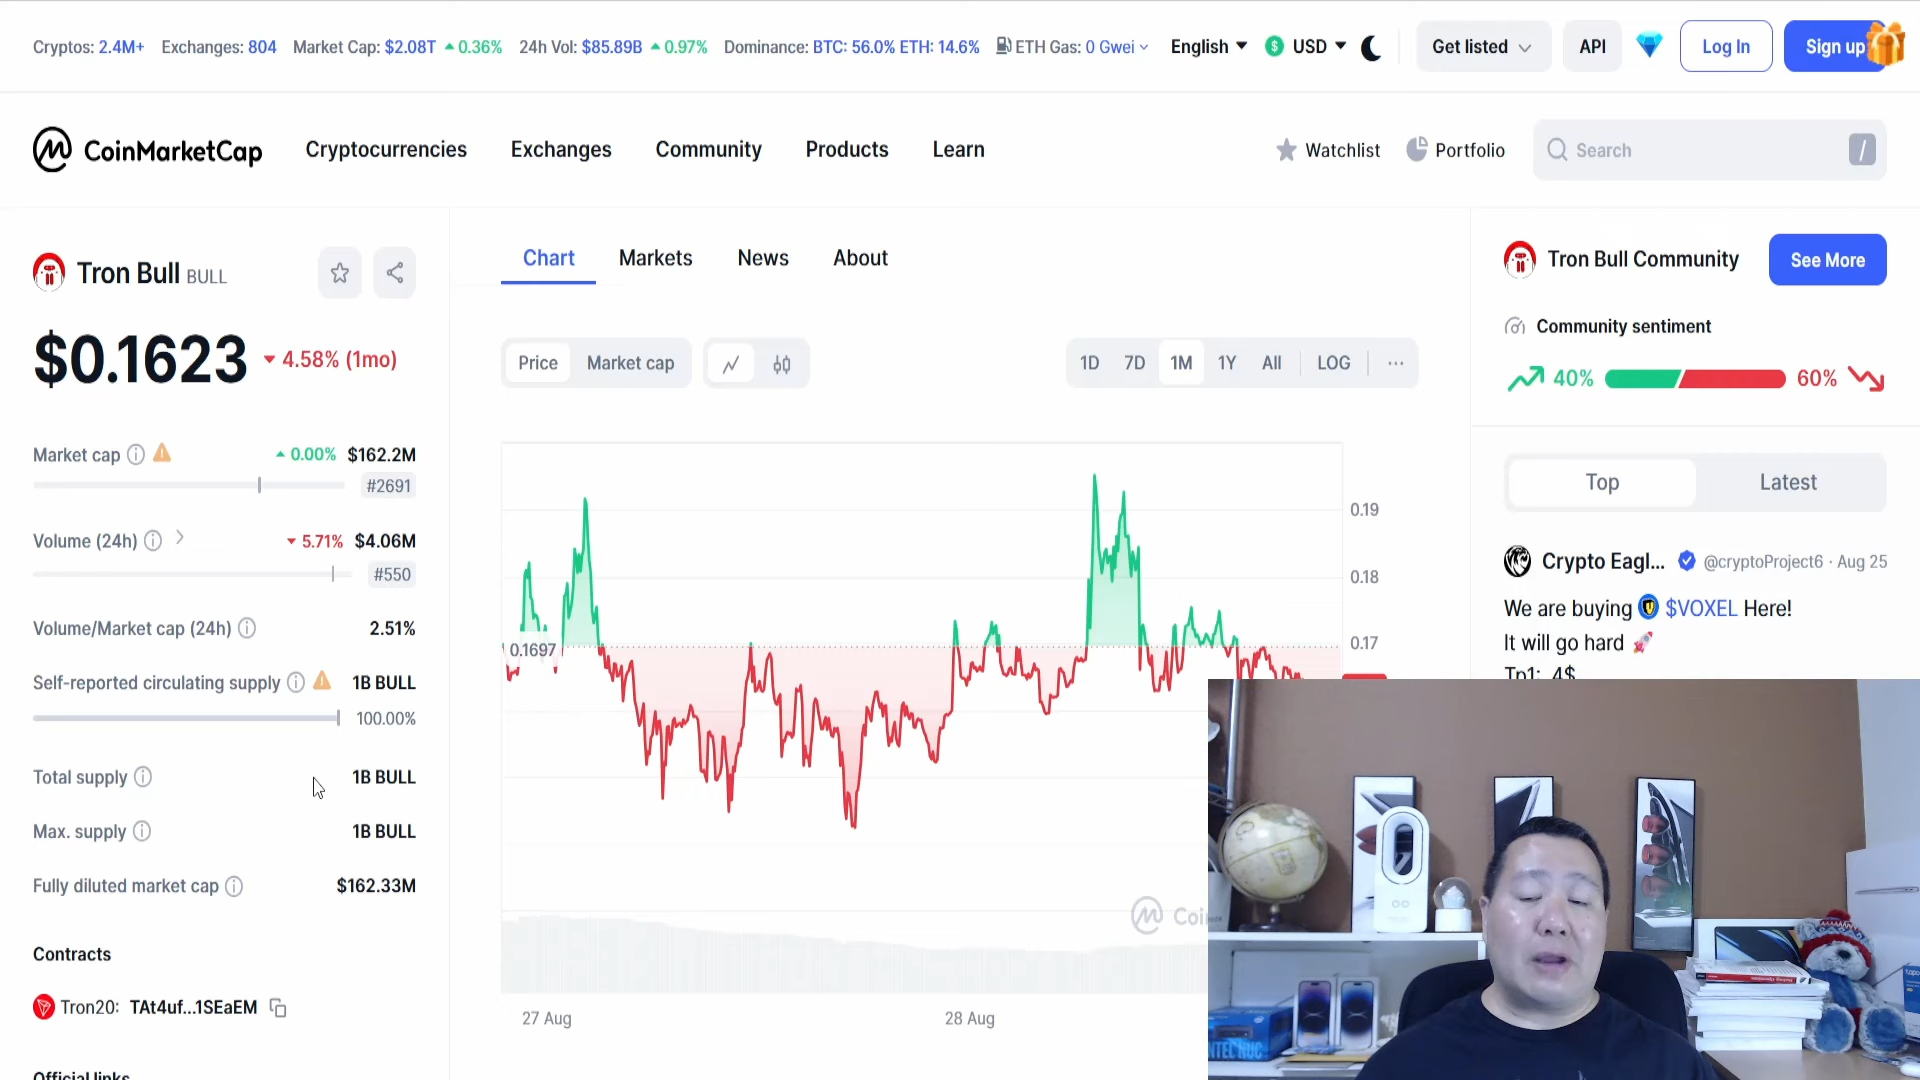 Cryptos: 2.4M+ Exchanges: 804 Market Cap: $2.08T 0.36% 24h Vol: $85.89B 0.97% Dominance: BTC: 56.0% ETH: 14.6% ETH Gas: 0 Gwei English USD Get listed API Log In Sign up
CoinMarketCap Cryptocurrencies Exchanges Community Products Learn Watchlist Portfolio Search /
Tron Bull BULL
$0.1623 4.58% (1mo)
Market cap 0.00% $162.2M
#2691
Volume (24h) 5.71% $4.06M
#550
Volume/Market cap (24h) 2.51%
Self-reported circulating supply 1B BULL
100.00%
Total supply 1B BULL
Max. supply 1B BULL
Fully diluted market cap $162.33M
Contracts
Tron20: TAt4uf...1SEaEM
Official links
Chart Markets News About
Price Market cap 1D 7D 1M 1Y All LOG ...
0.19
0.18
0.17
0.1697
27 Aug 28 Aug
Tron Bull Community See More
Community sentiment
40% 60%
Top Latest
Crypto Eagl... @cryptoProject6 · Aug 25
We are buying $VOXEL Here!
It will go hard
Tp1: .4$